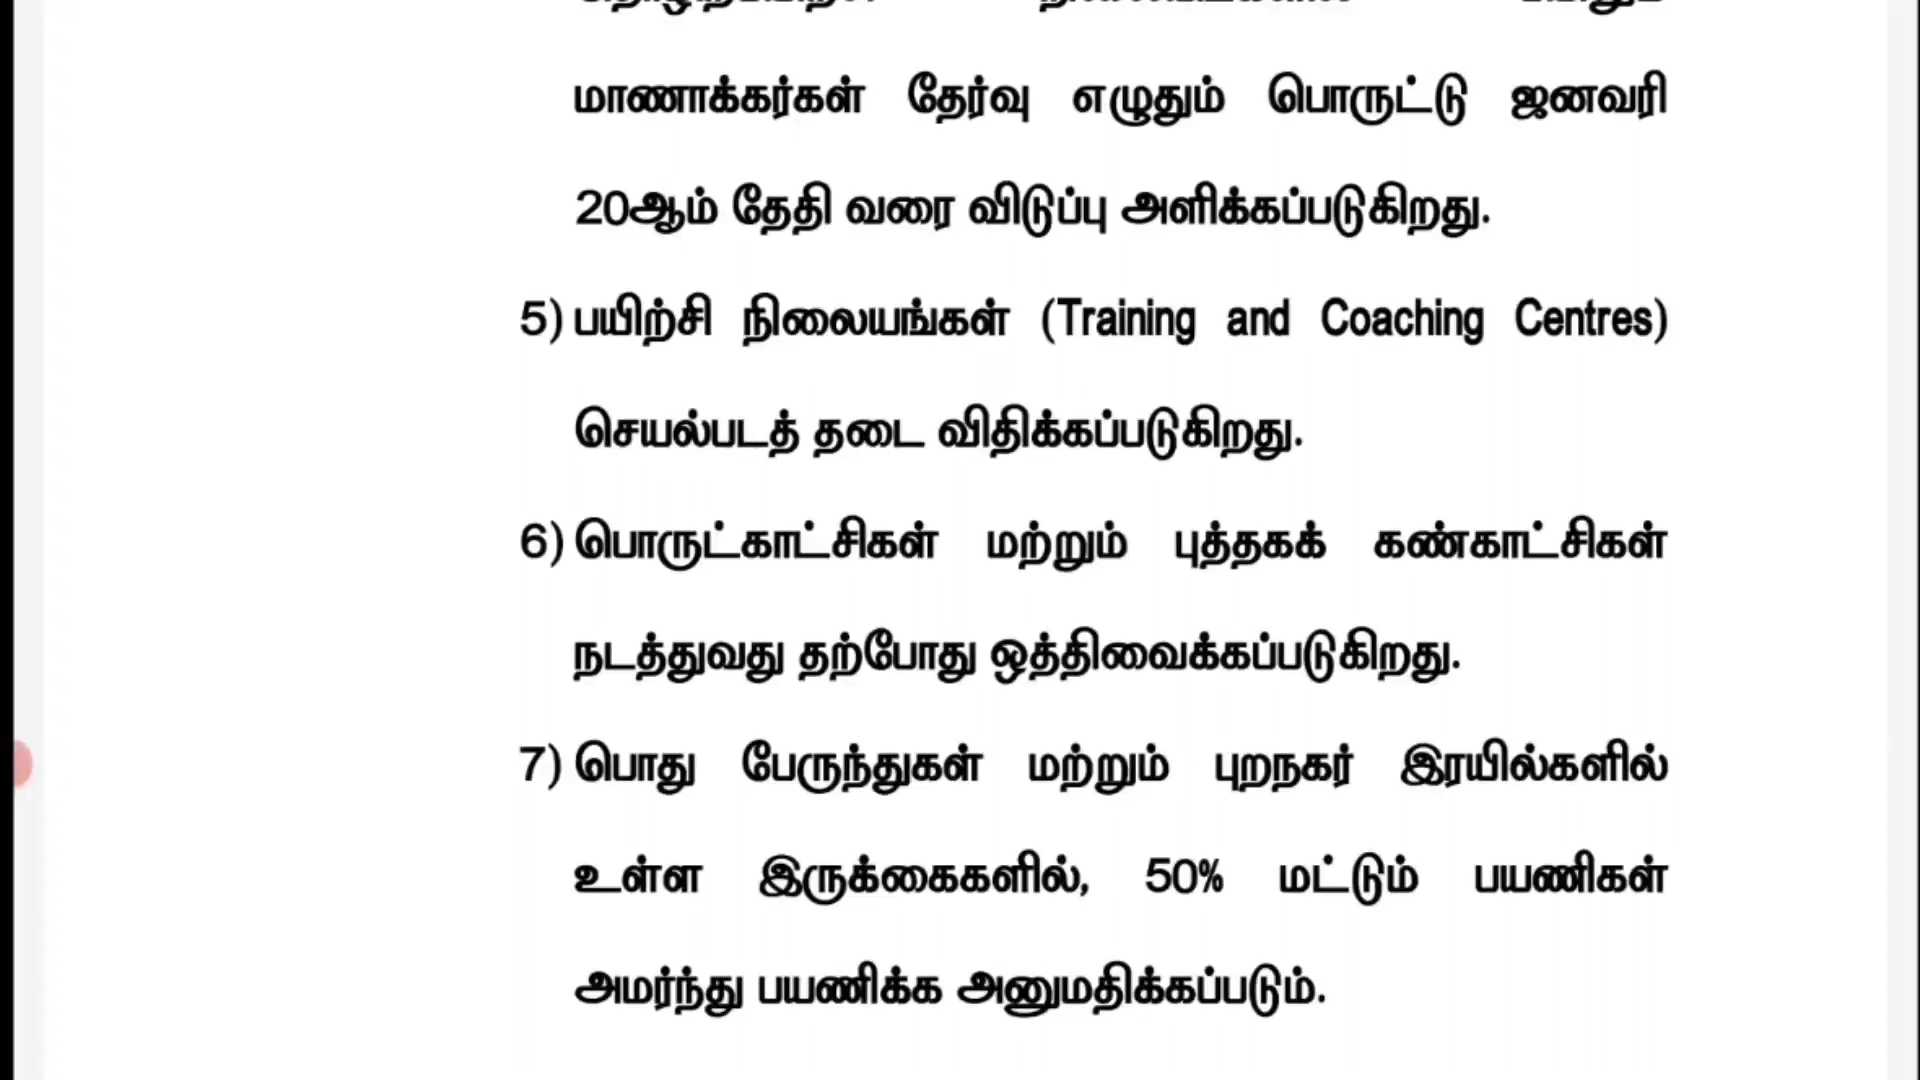 மாணாக்கர்கள் தேர்வு எழுதும் பொருட்டு ஜனவரி
20ஆம் தேதி வரை விடுப்பு அளிக்கப்படுகிறது.
5) பயிற்சி நிலையங்கள் (Training and Coaching Centres)
செயல்படத் தடை விதிக்கப்படுகிறது.
6) பொருட்காட்சிகள் மற்றும் புத்தகக் கண்காட்சிகள்
நடத்துவது தற்போது ஒத்திவைக்கப்படுகிறது.
7) பொது பேருந்துகள் மற்றும் புறநகர் இரயில்களில்
உள்ள இருக்கைகளில், 50% மட்டும் பயணிகள்
அமர்ந்து பயணிக்க அனுமதிக்கப்படும்.